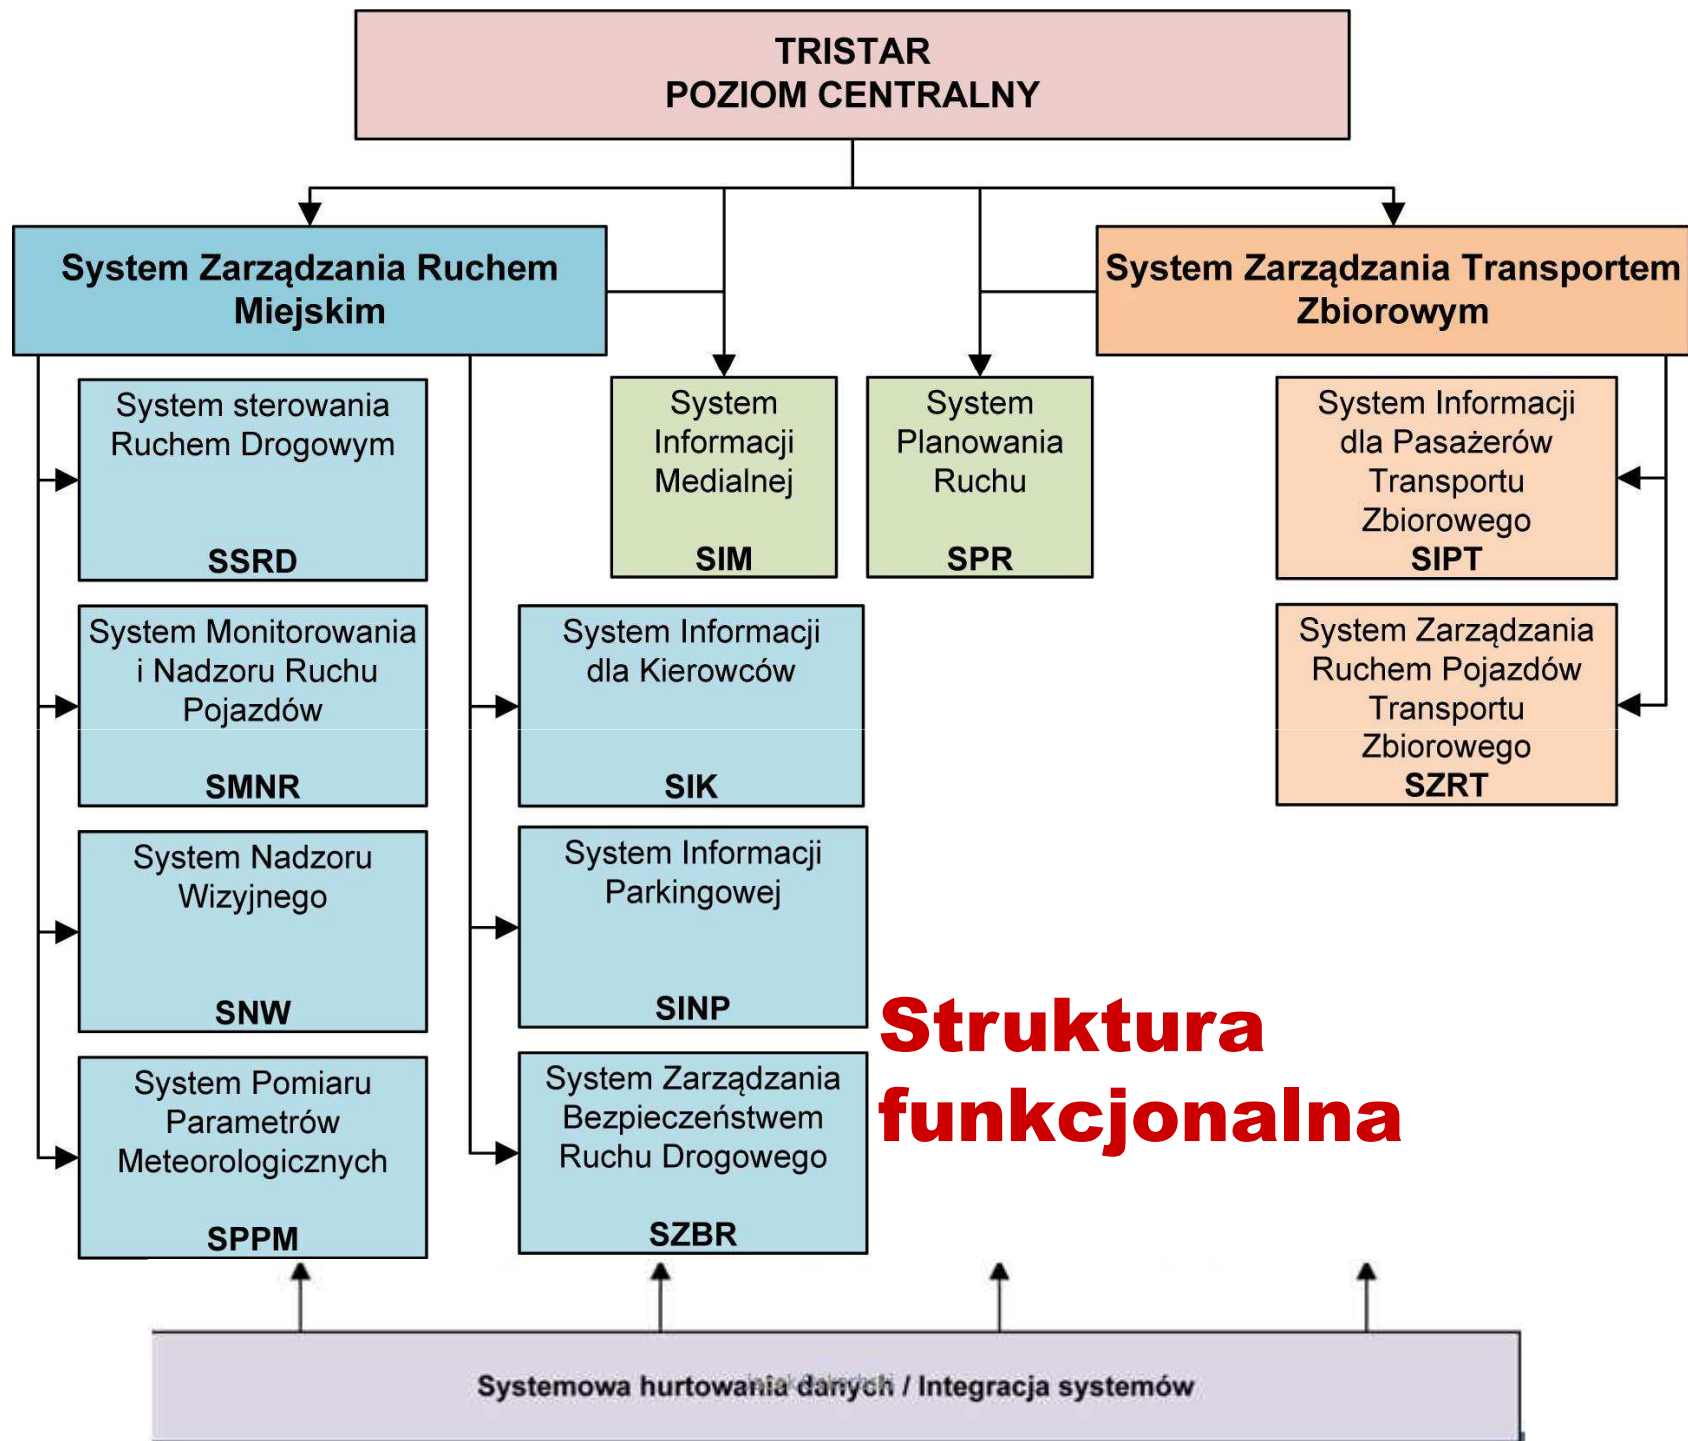 TRISTAR
POZIOM CENTRALNY
System Zarządzania Ruchem
Miejskim
System Zarządzania Transportem
Zbiorowym
System sterowania
Ruchem Drogowym
SSRD
System
Informacji
Medialnej
SIM
System
Planowania
Ruchu
SPR
System Informacji
dla Pasażerów
Transportu
Zbiorowego
SIPT
System Monitorowania
i Nadzoru Ruchu
Pojazdów
SMNR
System Informacji
dla Kierowców
SIK
System Zarządzania
Ruchem Pojazdów
Transportu
Zbiorowego
SZRT
System Nadzoru
Wizyjnego
SNW
System Informacji
Parkingowej
SINP
System Pomiaru
Parametrów
Meteorologicznych
SPPM
System Zarządzania
Bezpieczeństwem
Ruchu Drogowego
SZBR
Struktura
funkcjonalna
Systemowa hurtowania danych / Integracja systemów